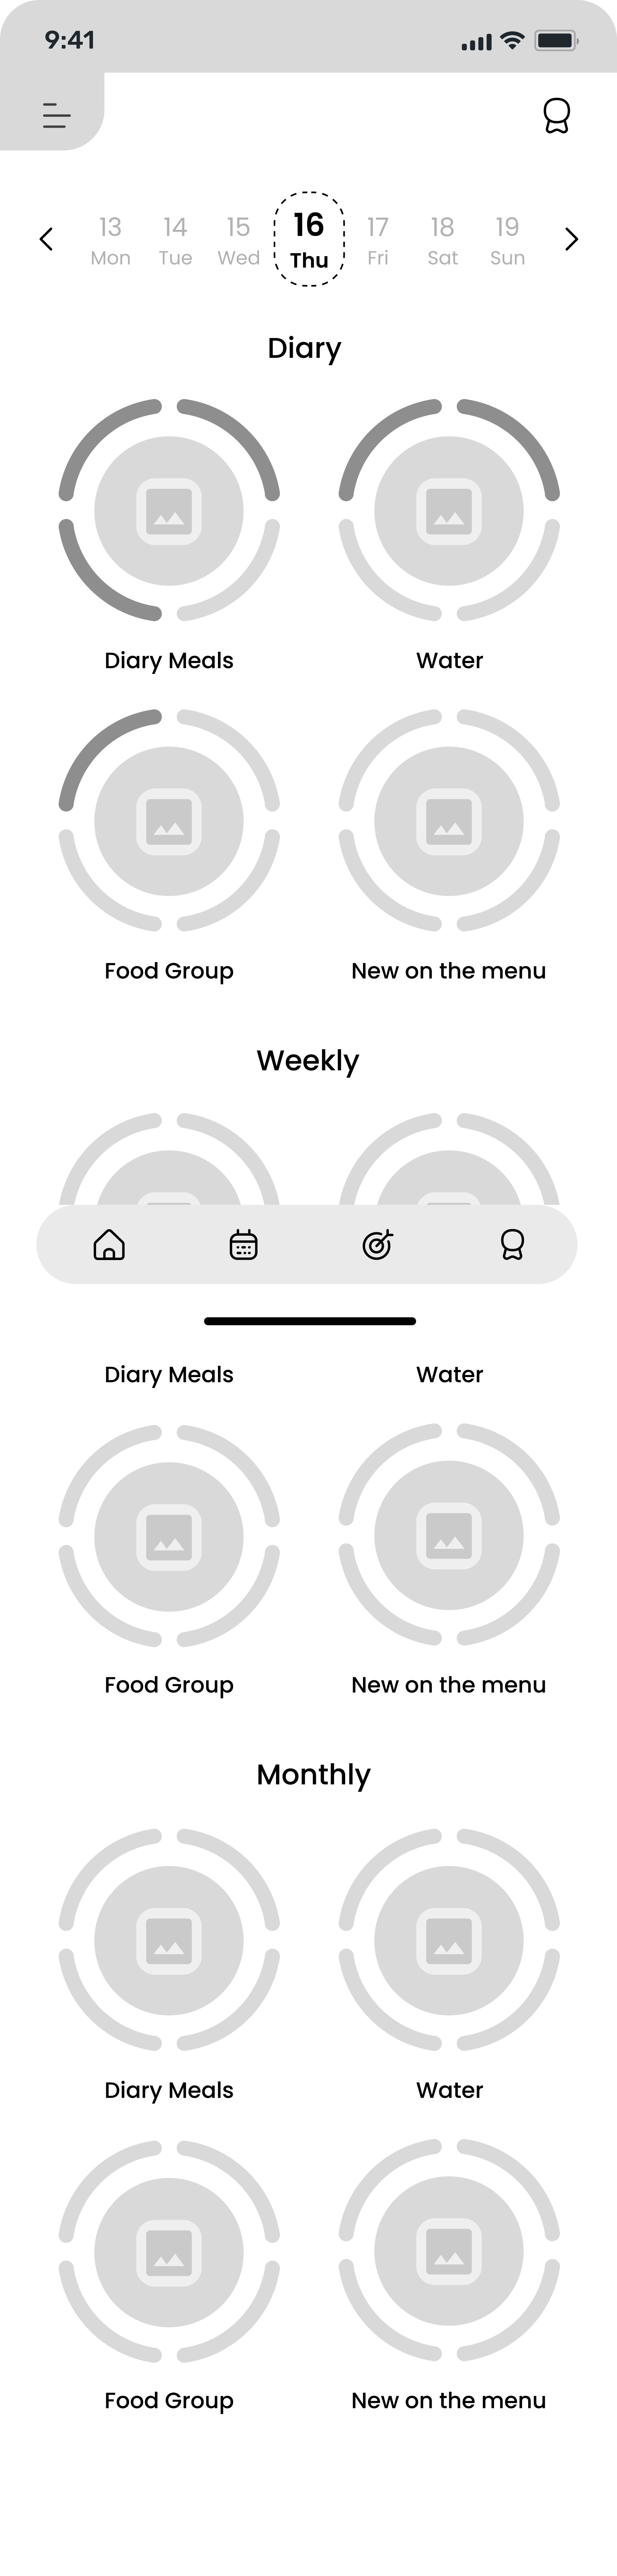 9:41
13 14 15 16 17 18 19
Mon Tue Wed Thu Fri Sat Sun
Diary
Diary Meals Water
Food Group New on the menu
Weekly
Diary Meals Water
Food Group New on the menu
Monthly
Diary Meals Water
Food Group New on the menu